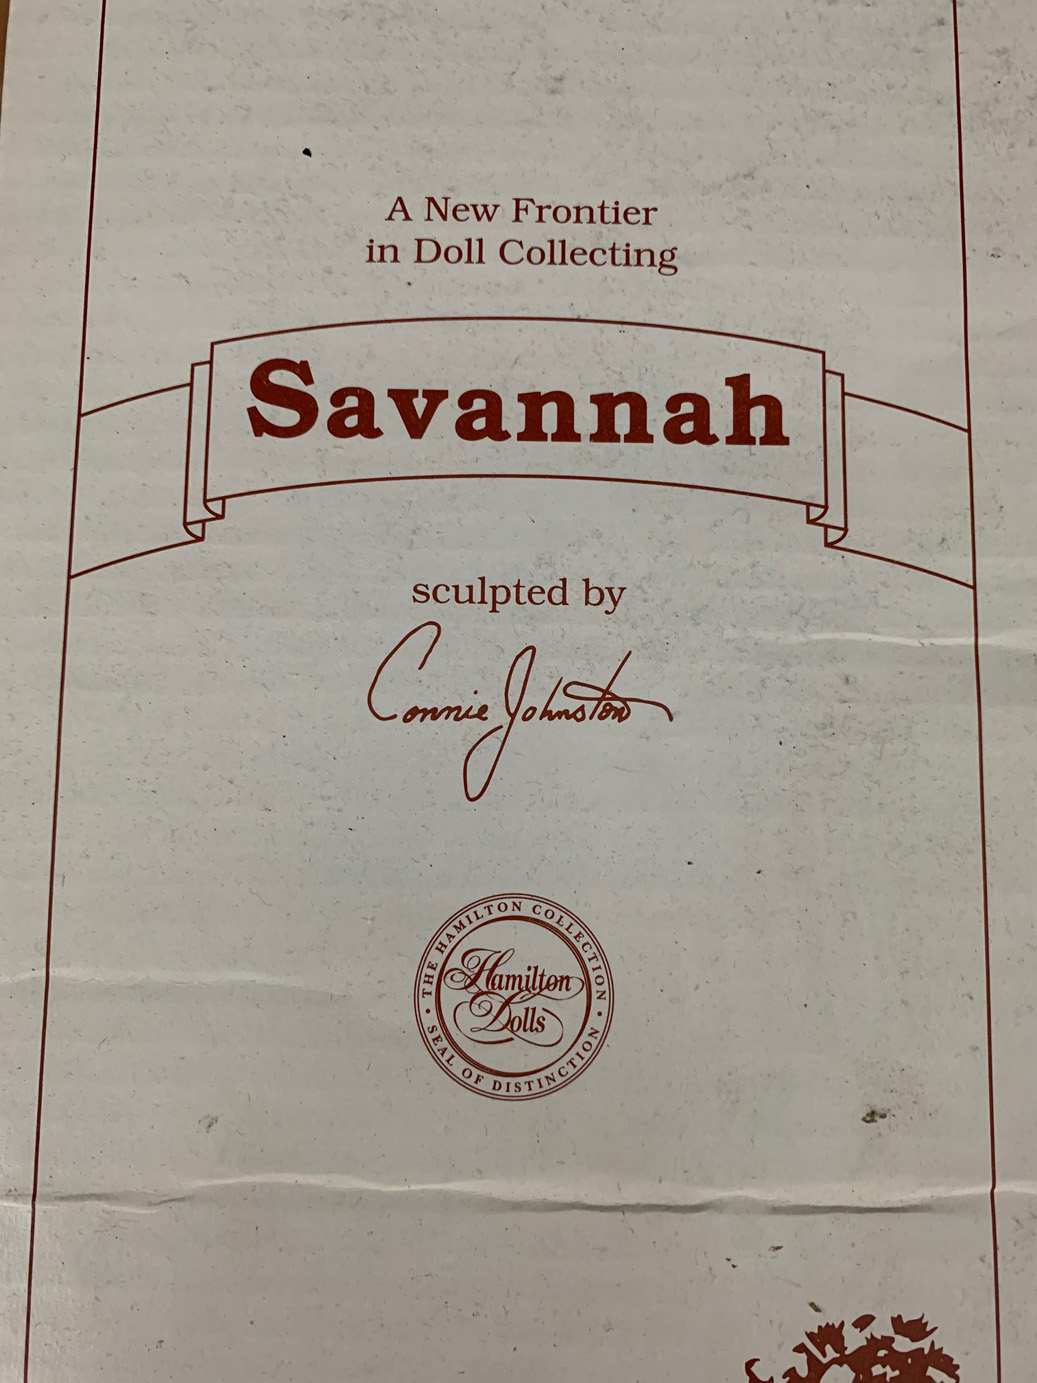 A New Frontier
in Doll Collecting
Savannah
sculpted by
Connie Johnston
THE HAMILTON COLLECTION
Hamilton
Dolls
SEAL OF DISTINCTION